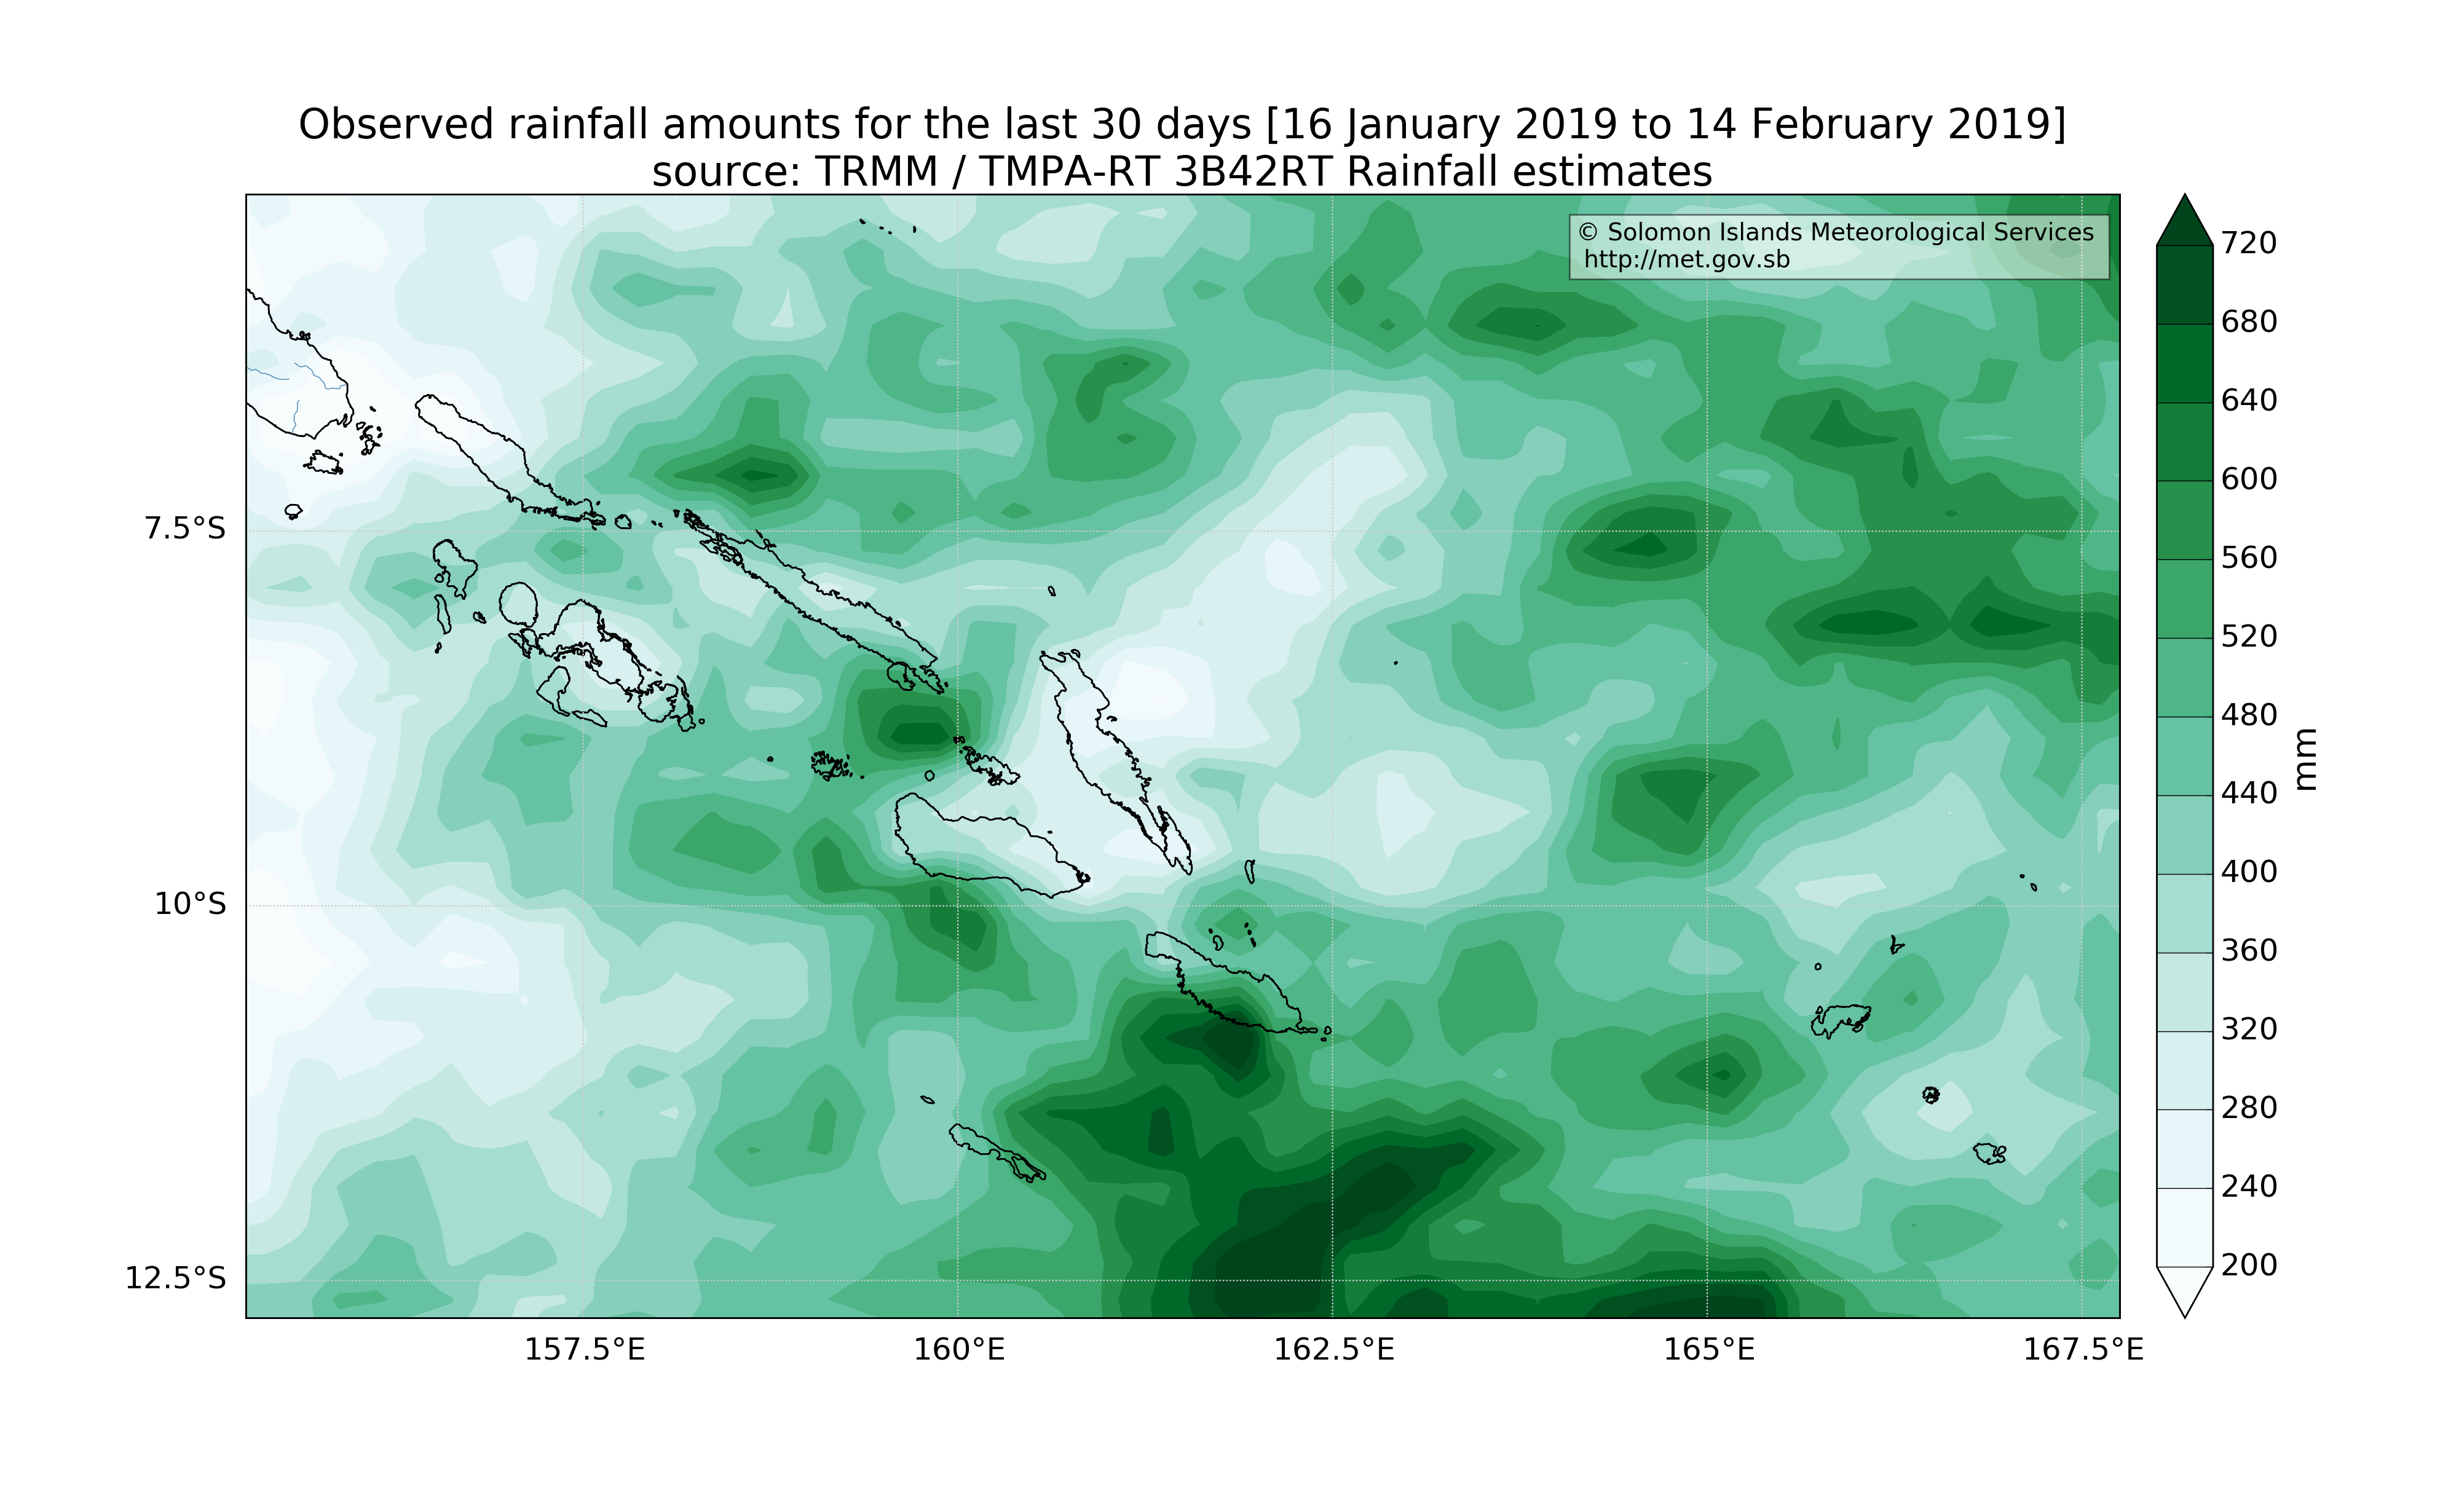 Observed rainfall amounts for the last 30 days [16 January 2019 to 14 February 2019]
source: TRMM / TMPA-RT 3B42RT Rainfall estimates
© Solomon Islands Meteorological Services
http://met.gov.sb
7.5°S
10°S
12.5°S
157.5°E
160°E
162.5°E
165°E
167.5°E
720
680
640
600
560
520
480
440
400
360
320
280
240
200
mm